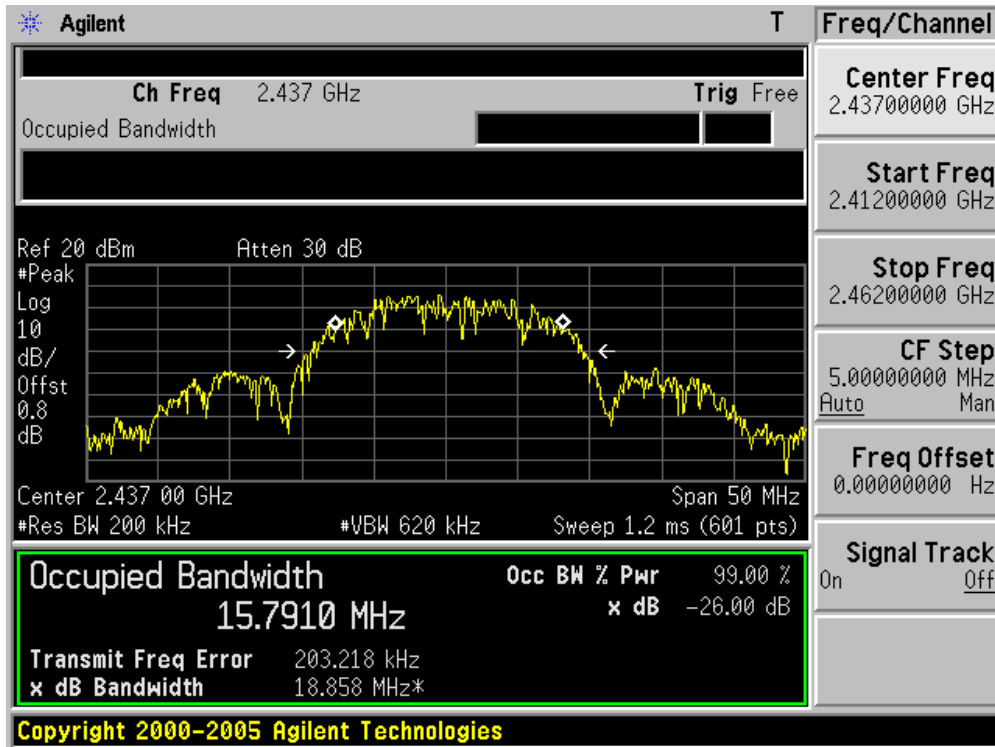 Agilent T
Ch Freq 2.437 GHz Trig Free
Occupied Bandwidth
Ref 20 dBm Atten 30 dB
#Peak
Log
10
dB/
Offst
0.8
dB
Center 2.437 00 GHz Span 50 MHz
#Res BW 200 kHz #VBW 620 kHz Sweep 1.2 ms (601 pts)
Occupied Bandwidth Occ BW % Pwr 99.00 %
15.7910 MHz x dB -26.00 dB
Transmit Freq Error 203.218 kHz
x dB Bandwidth 18.858 MHz*
Copyright 2000-2005 Agilent Technologies
Freq/Channel
Center Freq
2.43700000 GHz
Start Freq
2.41200000 GHz
Stop Freq
2.46200000 GHz
CF Step
5.00000000 MHz
Auto Man
Freq Offset
0.00000000 Hz
Signal Track
On Off